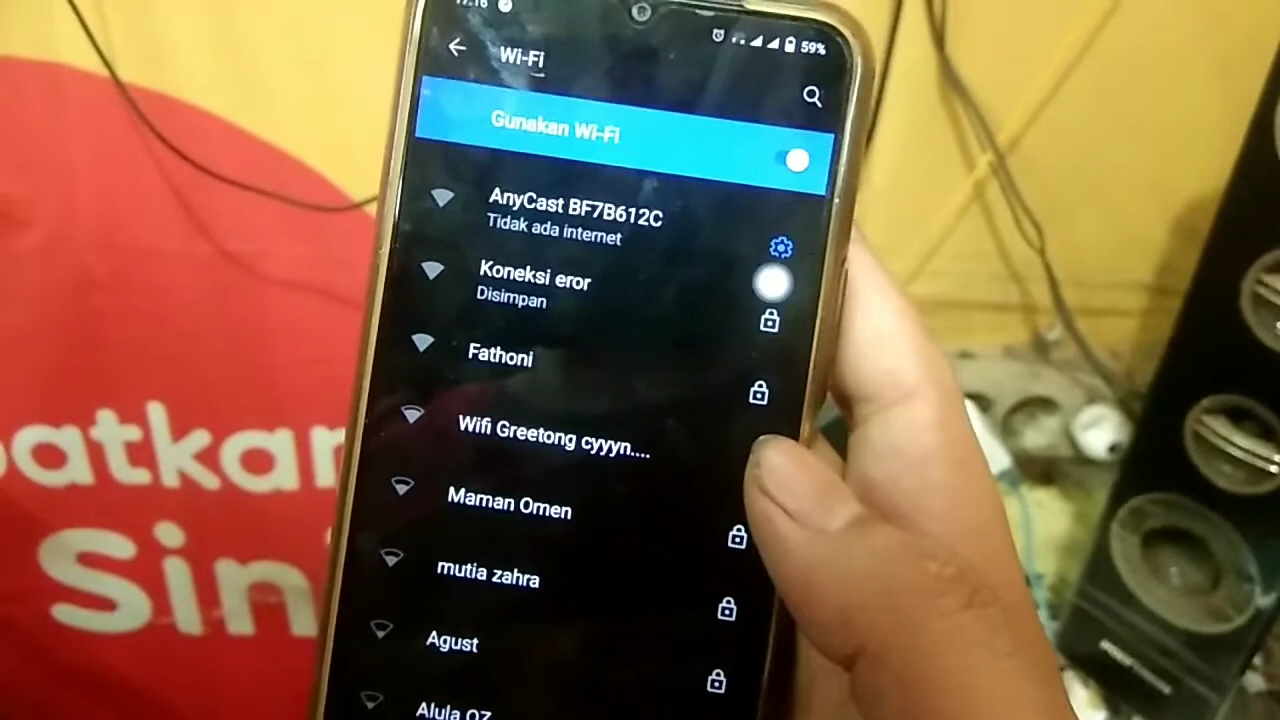 59%
Wi-Fi
Gunakan Wi-Fi
AnyCast BF7B612C
Tidak ada internet
Koneksi eror
Disimpan
Fathoni
Wifi Greetong cyyyn....
Maman Omen
mutia zahra
Agust
Alula OZ
patkan
Sin